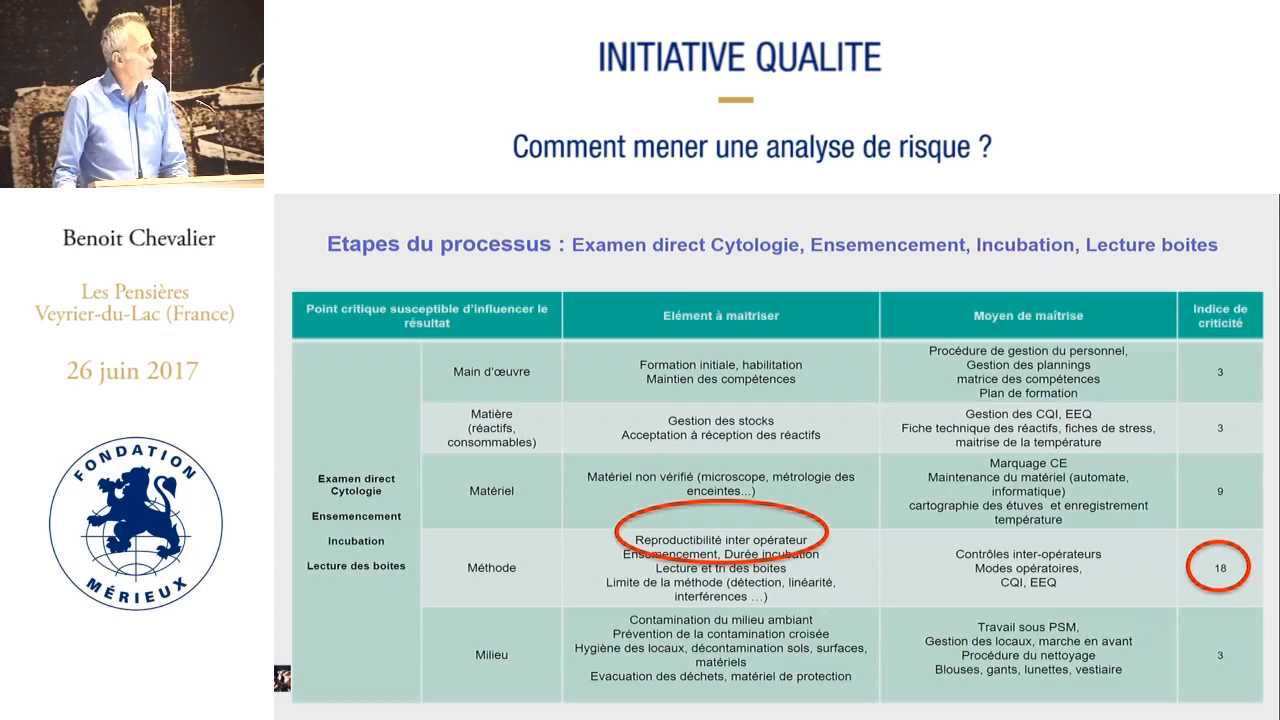 INITIATIVE QUALITE
Comment mener une analyse de risque ?
Benoit Chevalier
Les Pensières
Veyrier-du-Lac (France)
26 juin 2017
FONDATION
MÉRIEUX
Etapes du processus : Examen direct Cytologie, Ensemencement, Incubation, Lecture boites
Point critique susceptible d'influencer le
résultat
Elément à maitriser
Moyen de maîtrise
Indice de
criticité
Examen direct
Cytologie
Ensemencement
Incubation
Lecture des boites
Main d'œuvre
Formation initiale, habilitation
Maintien des compétences
Procédure de gestion du personnel,
Gestion des plannings
matrice des compétences
Plan de formation
3
Matière
(réactifs,
consommables)
Gestion des stocks
Acceptation à réception des réactifs
Gestion des CQI, EEQ
Fiche technique des réactifs, fiches de stress,
maitrise de la température
3
Matériel
Matériel non vérifié (microscope, métrologie des
enceintes...)
Marquage CE
Maintenance du matériel (automate,
informatique)
cartographie des étuves et enregistrement
température
9
Méthode
Reproductibilité inter opérateur
Ensemencement, Durée incubation
Lecture et tri des boites
Limite de la méthode (détection, linéarité,
interférences ...)
Contrôles inter-opérateurs
Modes opératoires,
CQI, EEQ
18
Milieu
Contamination du milieu ambiant
Prévention de la contamination croisée
Hygiène des locaux, décontamination sols, surfaces,
matériels
Evacuation des déchets, matériel de protection
Travail sous PSM,
Gestion des locaux, marche en avant
Procédure du nettoyage
Blouses, gants, lunettes, vestiaire
3